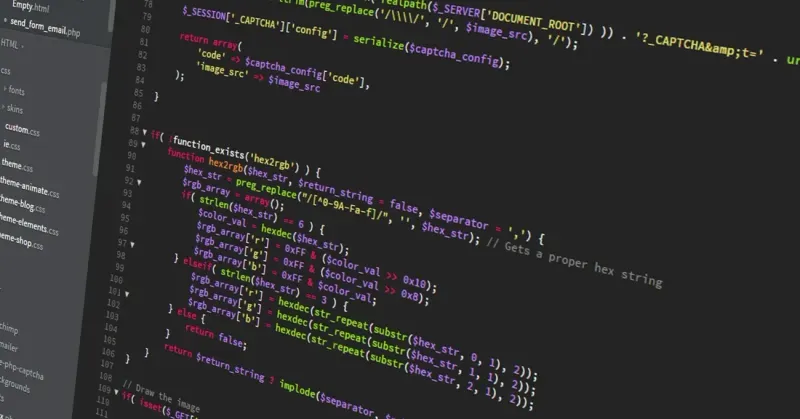 Empty.html
send_form_email.php
HTML
css
fonts
skins
custom.css
ie.css
theme.css
theme-animate.css
theme-blog.css
theme-elements.css
theme-shop.css
mailer
php-captcha
78
79
80 $_SESSION['_CAPTCHA']['config'] = serialize($captcha_config);
81
82 return array(
83 'code' => $captcha_config['code'],
84 'image_src' => $image_src
85 );
86 }
87
88
89 if( !function_exists('hex2rgb') ) {
90 function hex2rgb($hex_str, $return_string = false, $separator = ',') {
91 $hex_str = preg_replace("/[^0-9A-Fa-f]/", '', $hex_str); // Gets a proper hex string
92 $rgb_array = array();
93 if( strlen($hex_str) == 6 ) {
94 $color_val = hexdec($hex_str);
95 $rgb_array['r'] = 0xFF & ($color_val >> 0x10);
96 $rgb_array['g'] = 0xFF & ($color_val >> 0x8);
97 $rgb_array['b'] = 0xFF & $color_val;
98 } elseif( strlen($hex_str) == 3 ) {
99 $rgb_array['r'] = hexdec(str_repeat(substr($hex_str, 0, 1), 2));
100 $rgb_array['g'] = hexdec(str_repeat(substr($hex_str, 1, 1), 2));
101 $rgb_array['b'] = hexdec(str_repeat(substr($hex_str, 2, 1), 2));
102 } else {
103 return false;
104 }
105 return $return_string ? implode($separator,
106 }
107 }
108
109 // Draw the image
110 if( isset($_GET
111